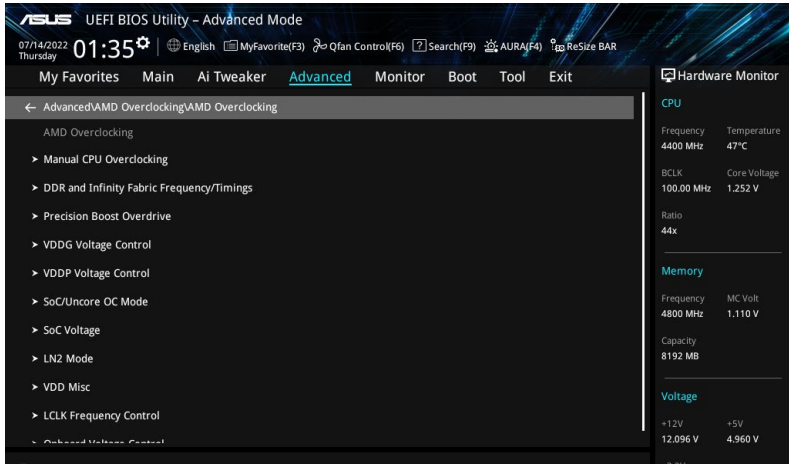 ASUS UEFI BIOS Utility – Advanced Mode
07/14/2022 Thursday 01:35 English MyFavorite(F3) Qfan Control(F6) ? Search(F9) AURA(F4) ReSize BAR
My Favorites Main Ai Tweaker Advanced Monitor Boot Tool Exit
← Advanced\AMD Overclocking\AMD Overclocking
AMD Overclocking
> Manual CPU Overclocking
> DDR and Infinity Fabric Frequency/Timings
> Precision Boost Overdrive
> VDDG Voltage Control
> VDDP Voltage Control
> SoC/Uncore OC Mode
> SoC Voltage
> LN2 Mode
> VDD Misc
> LCLK Frequency Control
> Onboard Voltage Control
Hardware Monitor
CPU
Frequency Temperature
4400 MHz 47°C
BCLK Core Voltage
100.00 MHz 1.252 V
Ratio
44x
Memory
Frequency MC Volt
4800 MHz 1.110 V
Capacity
8192 MB
Voltage
+12V +5V
12.096 V 4.960 V